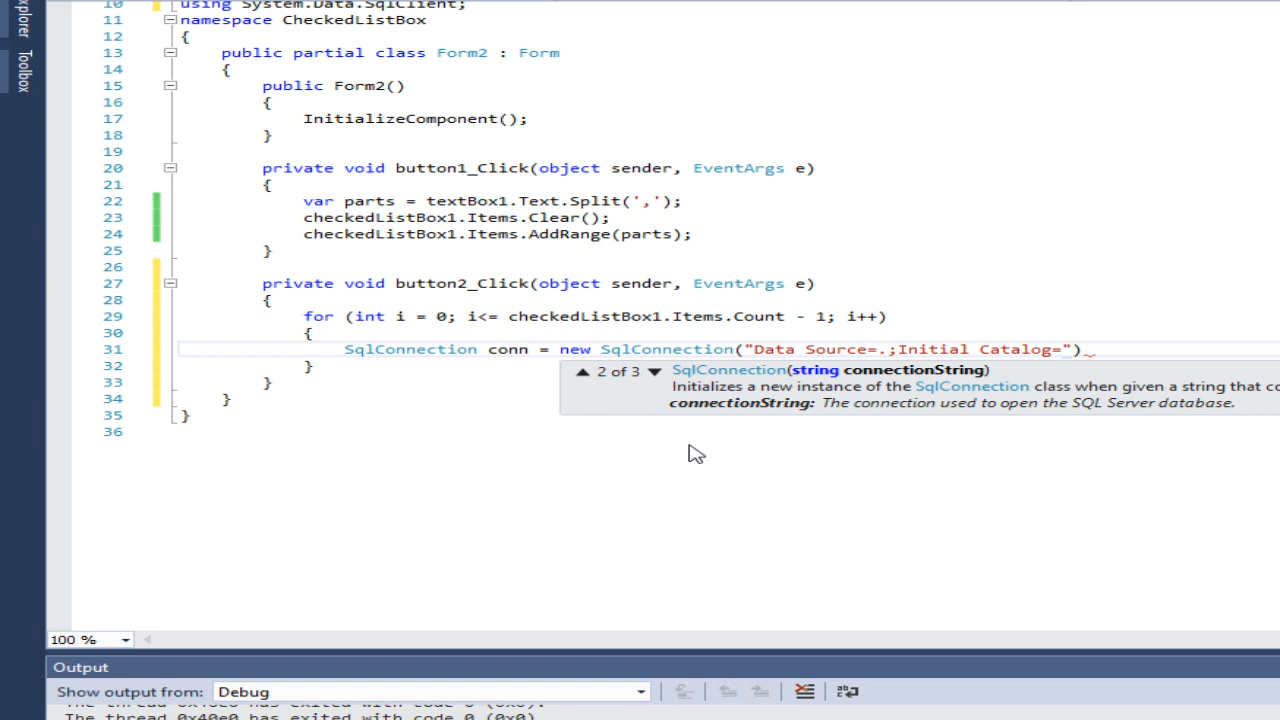 xplorer
Toolbox
10 using System.Data.SqlClient;
11 namespace CheckedListBox
12 {
13 public partial class Form2 : Form
14 {
15 public Form2()
16 {
17 InitializeComponent();
18 }
19
20 private void button1_Click(object sender, EventArgs e)
21 {
22 var parts = textBox1.Text.Split(',');
23 checkedListBox1.Items.Clear();
24 checkedListBox1.Items.AddRange(parts);
25 }
26
27 private void button2_Click(object sender, EventArgs e)
28 {
29 for (int i = 0; i<= checkedListBox1.Items.Count - 1; i++)
30 {
31 SqlConnection conn = new SqlConnection("Data Source=.;Initial Catalog=")
32 }
33 }
34 }
35 }
36
▲ 2 of 3 ▼ SqlConnection(string connectionString)
Initializes a new instance of the SqlConnection class when given a string that co
connectionString: The connection used to open the SQL Server database.
100 %
Output
Show output from: Debug
The thread 0x40e0 has exited with code 0 (0x0).